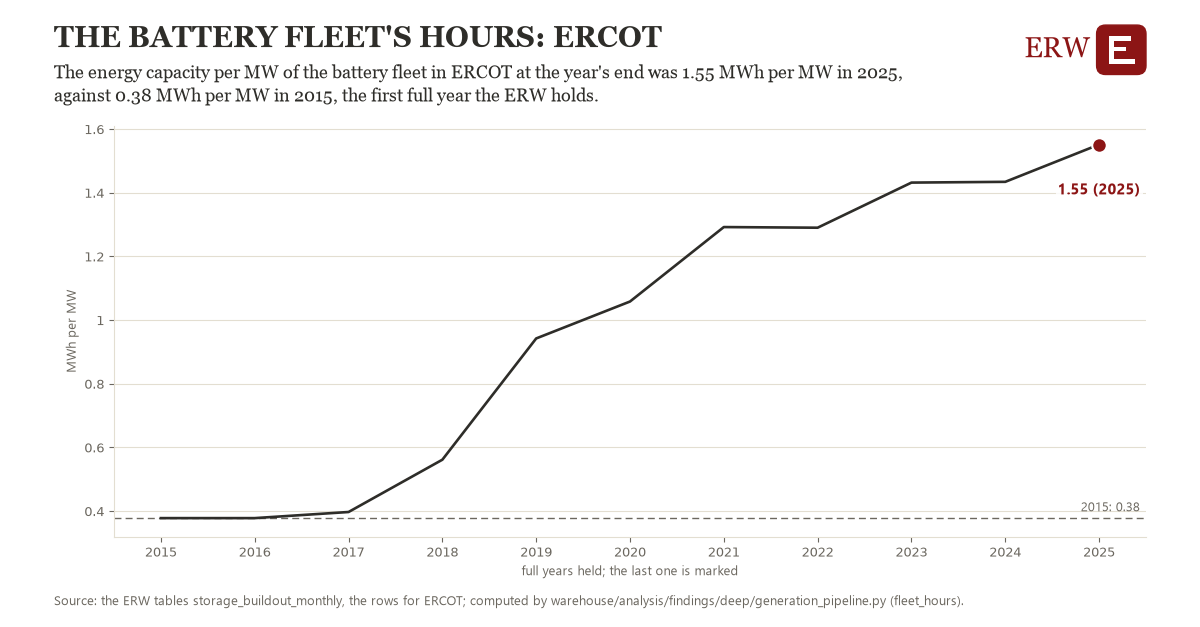 THE BATTERY FLEET'S HOURS: ERCOT
ERW E
The energy capacity per MW of the battery fleet in ERCOT at the year's end was 1.55 MWh per MW in 2025,
against 0.38 MWh per MW in 2015, the first full year the ERW holds.
1.6
1.4
1.2
1
0.8
0.6
0.4
MWh per MW
1.55 (2025)
2015: 0.38
2015 2016 2017 2018 2019 2020 2021 2022 2023 2024 2025
full years held; the last one is marked
Source: the ERW tables storage_buildout_monthly, the rows for ERCOT; computed by warehouse/analysis/findings/deep/generation_pipeline.py (fleet_hours).